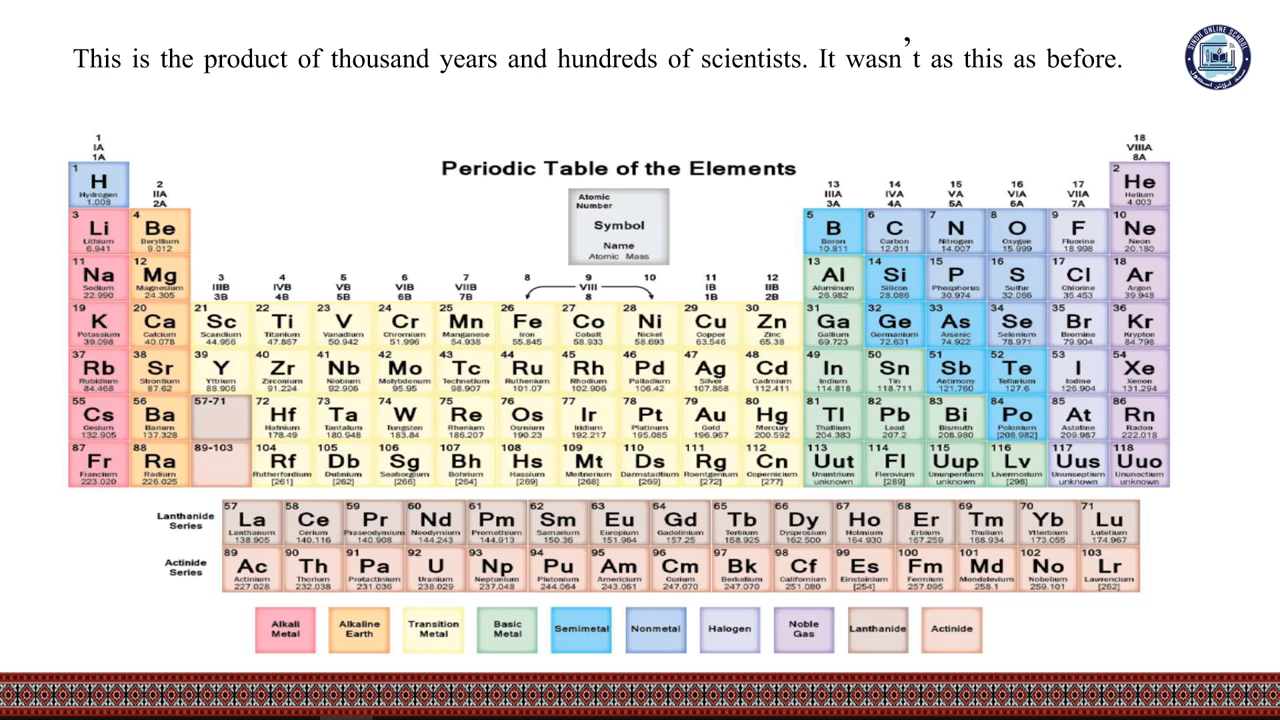 This is the product of thousand years and hundreds of scientists. It wasn’t as this as before.
SINDH ONLINE SCHOOL
Periodic Table of the Elements
1 18
IA VIIIA
1A 8A
1 2
H He
Hydrogen Helium
1.008 4.003
2 13 14 15 16 17
IIA IIIA IVA VA VIA VIIA
2A 3A 4A 5A 6A 7A
Atomic
Number
Symbol
Name
Atomic Mass
3 4 5 6 7 8 9 10
Li Be B C N O F Ne
Lithium Beryllium Boron Carbon Nitrogen Oxygen Fluorine Neon
6.941 9.012 10.811 12.011 14.007 15.999 18.998 20.180
11 12 13 14 15 16 17 18
Na Mg Al Si P S Cl Ar
Sodium Magnesium Aluminum Silicon Phosphorus Sulfur Chlorine Argon
22.990 24.305 26.982 28.086 30.974 32.066 35.453 39.948
3 4 5 6 7 8 9 10 11 12
IIIB IVB VB VIB VIIB VIII IB IIB
3B 4B 5B 6B 7B 8 1B 2B
19 20 21 22 23 24 25 26 27 28 29 30 31 32 33 34 35 36
K Ca Sc Ti V Cr Mn Fe Co Ni Cu Zn Ga Ge As Se Br Kr
Potassium Calcium Scandium Titanium Vanadium Chromium Manganese Iron Cobalt Nickel Copper Zinc Gallium Germanium Arsenic Selenium Bromine Krypton
39.098 40.078 44.956 47.867 50.942 51.996 54.938 55.845 58.933 58.693 63.546 65.38 69.723 72.631 74.922 78.971 79.904 84.798
37 38 39 40 41 42 43 44 45 46 47 48 49 50 51 52 53 54
Rb Sr Y Zr Nb Mo Tc Ru Rh Pd Ag Cd In Sn Sb Te I Xe
Rubidium Strontium Yttrium Zirconium Niobium Molybdenum Technetium Ruthenium Rhodium Palladium Silver Cadmium Indium Tin Antimony Tellurium Iodine Xenon
84.468 87.62 88.906 91.224 92.906 95.95 98.907 101.07 102.906 106.42 107.868 112.411 114.818 118.711 121.760 127.6 126.904 131.294
55 56 57-71 72 73 74 75 76 77 78 79 80 81 82 83 84 85 86
Cs Ba Hf Ta W Re Os Ir Pt Au Hg Tl Pb Bi Po At Rn
Cesium Barium Hafnium Tantalum Tungsten Rhenium Osmium Iridium Platinum Gold Mercury Thallium Lead Bismuth Polonium Astatine Radon
132.905 137.328 178.49 180.948 183.84 186.207 190.23 192.217 195.085 196.967 200.592 204.383 207.2 208.980 [208.982] 209.987 222.018
87 88 89-103 104 105 106 107 108 109 110 111 112 113 114 115 116 117 118
Fr Ra Rf Db Sg Bh Hs Mt Ds Rg Cn Uut Fl Uup Lv Uus Uuo
Francium Radium Rutherfordium Dubnium Seaborgium Bohrium Hassium Meitnerium Darmstadtium Roentgenium Copernicium Ununtrium Flerovium Ununpentium Livermorium Ununseptium Ununoctium
223.020 226.025 [261] [262] [266] [264] [269] [268] [269] [272] [277] unknown [289] unknown [298] unknown unknown
Lanthanide
Series
57 58 59 60 61 62 63 64 65 66 67 68 69 70 71
La Ce Pr Nd Pm Sm Eu Gd Tb Dy Ho Er Tm Yb Lu
Lanthanum Cerium Praseodymium Neodymium Promethium Samarium Europium Gadolinium Terbium Dysprosium Holmium Erbium Thulium Ytterbium Lutetium
138.905 140.116 140.908 144.243 144.913 150.36 151.964 157.25 158.925 162.500 164.930 167.259 168.934 173.055 174.967
Actinide
Series
89 90 91 92 93 94 95 96 97 98 99 100 101 102 103
Ac Th Pa U Np Pu Am Cm Bk Cf Es Fm Md No Lr
Actinium Thorium Protactinium Uranium Neptunium Plutonium Americium Curium Berkelium Californium Einsteinium Fermium Mendelevium Nobelium Lawrencium
227.028 232.038 231.036 238.029 237.048 244.064 243.061 247.070 247.070 251.080 [254] 257.095 258.1 259.101 [262]
Alkali Metal
Alkaline Earth
Transition Metal
Basic Metal
Semimetal
Nonmetal
Halogen
Noble Gas
Lanthanide
Actinide